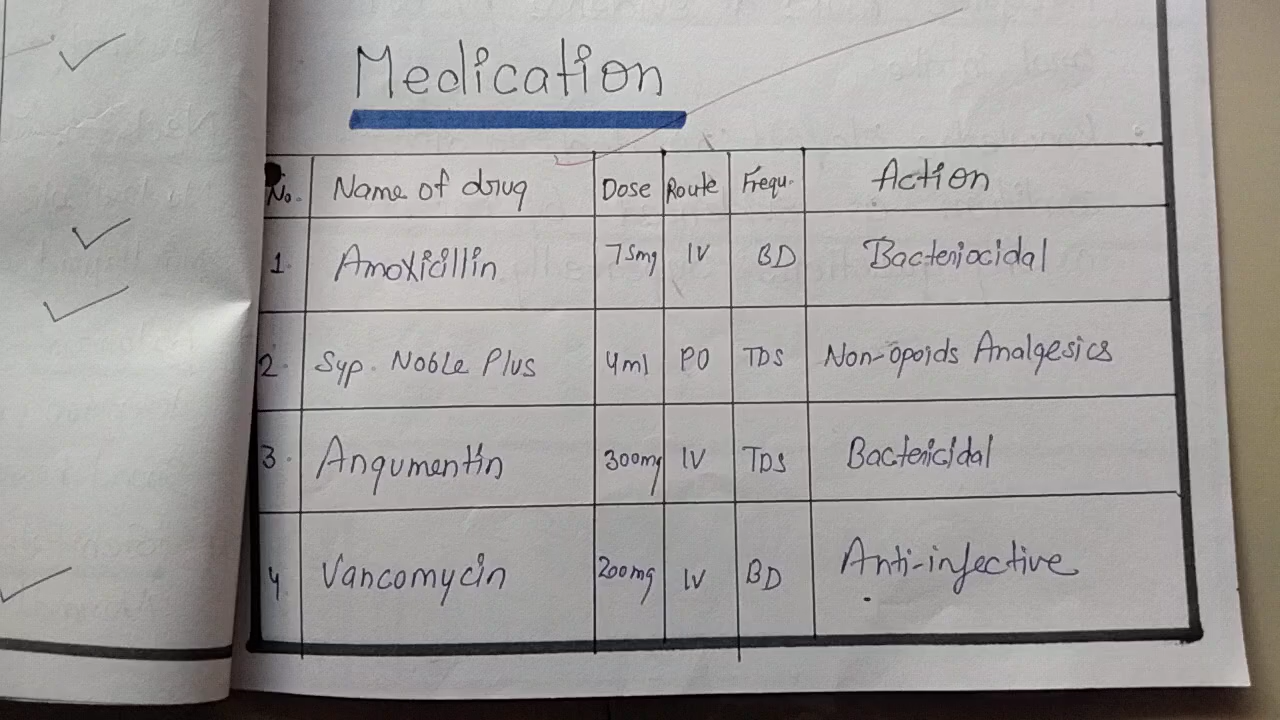 Medication
No. Name of drug Dose Route Frequ. Action
1. Amoxicillin 75mg IV BD Bacteriocidal
2. Syp. Noble Plus 4ml PO TDS Non-opoids Analgesics
3. Angumentin 300mg IV TDS Bactericidal
4. Vancomycin 200mg IV BD Anti-infective